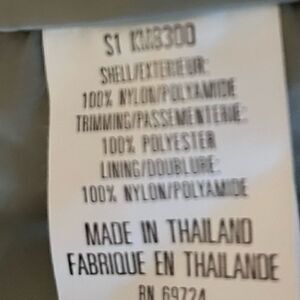 S1 KM8300
SHELL/EXTERIEUR:
100% NYLON/POLYAMIDE
TRIMMING/PASSEMENTERIE:
100% POLYESTER
LINING/DOUBLURE:
100% NYLON/POLYAMIDE
MADE IN THAILAND
FABRIQUE EN THAILANDE
RN 69724